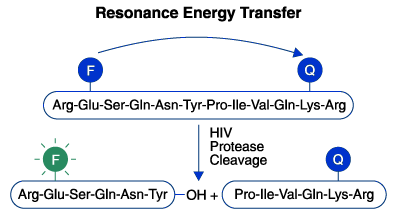 Resonance Energy Transfer
F
Q
Arg-Glu-Ser-Gln-Asn-Tyr-Pro-Ile-Val-Gln-Lys-Arg
HIV
Protease
Cleavage
F
Q
Arg-Glu-Ser-Gln-Asn-Tyr OH + Pro-Ile-Val-Gln-Lys-Arg